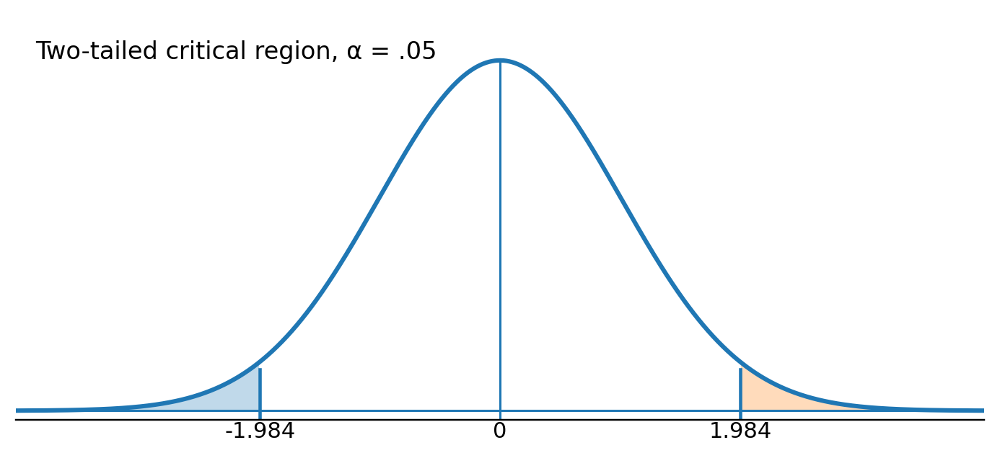 Two-tailed critical region, α = .05
-1.984
0
1.984